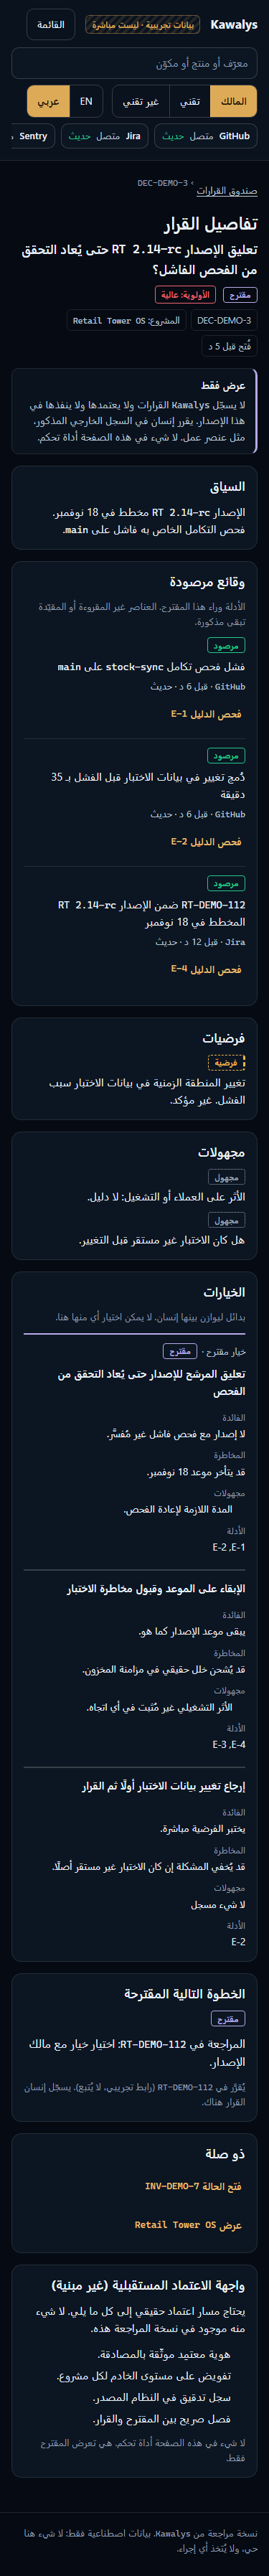 Kawalys
بيانات تجريبية · ليست مباشرة
القائمة
معرّف أو منتج أو مكوّن
المالك
تقني
غير تقني
EN
عربي
GitHub متصل حديث
Jira متصل حديث
Sentry
صندوق القرارات › DEC-DEMO-3
تفاصيل القرار
تعليق الإصدار RT 2.14-rc حتى يُعاد التحقق من الفحص الفاشل؟
مقترح
الأولوية: عالية
DEC-DEMO-3
المشروع: Retail Tower OS
فُتح قبل 5 د
عرض فقط
لا يسجّل Kawalys القرارات ولا يعتمدها ولا ينفذها في هذا الإصدار. يقرر إنسان في السجل الخارجي المذكور، مثل عنصر عمل. لا شيء في هذه الصفحة أداة تحكم.
السياق
الإصدار RT 2.14-rc مخطط في 18 نوفمبر. فحص التكامل الخاص به فاشل على main.
وقائع مرصودة
الأدلة وراء هذا المقترح. العناصر غير المقروءة أو المقيّدة تبقى مذكورة.
مرصود
فشل فحص تكامل stock-sync على main
GitHub · قبل 6 د · حديث
فحص الدليل E-1
مرصود
دُمج تغيير في بيانات الاختبار قبل الفشل بـ 35 دقيقة
GitHub · قبل 6 د · حديث
فحص الدليل E-2
مرصود
RT-DEMO-112 ضمن الإصدار RT 2.14-rc المخطط في 18 نوفمبر
Jira · قبل 12 د · حديث
فحص الدليل E-4
فرضيات
فرضية
تغيير المنطقة الزمنية في بيانات الاختبار سبب الفشل. غير مؤكد.
مجهولات
مجهول
الأثر على العملاء أو التشغيل: لا دليل.
مجهول
هل كان الاختبار غير مستقر قبل التغيير.
الخيارات
بدائل ليوازن بينها إنسان. لا يمكن اختيار أي منها هنا.
خيار مقترح · مقترح
تعليق المرشح للإصدار حتى يُعاد التحقق من الفحص
الفائدة
لا إصدار مع فحص فاشل غير مُفسَّر.
المخاطرة
قد يتأخر موعد 18 نوفمبر.
مجهولات
المدة اللازمة لإعادة الفحص.
الأدلة
E-1، E-2
الإبقاء على الموعد وقبول مخاطرة الاختبار
الفائدة
يبقى موعد الإصدار كما هو.
المخاطرة
قد يُشحن خلل حقيقي في مزامنة المخزون.
مجهولات
الأثر التشغيلي غير مُثبت في أي اتجاه.
الأدلة
E-4، E-3
إرجاع تغيير بيانات الاختبار أولًا ثم القرار
الفائدة
يختبر الفرضية مباشرة.
المخاطرة
قد يُخفي المشكلة إن كان الاختبار غير مستقر أصلًا.
مجهولات
لا شيء مسجل
الأدلة
E-2
الخطوة التالية المقترحة
مقترح
المراجعة في RT-DEMO-112: اختيار خيار مع مالك الإصدار.
يُقرَّر في RT-DEMO-112 (رابط تجريبي، لا يُتبع). يسجّل إنسان القرار هناك.
ذو صلة
فتح الحالة INV-DEMO-7
عرض Retail Tower OS
واجهة الاعتماد المستقبلية (غير مبنية)
يحتاج مسار اعتماد حقيقي إلى كل ما يلي. لا شيء منه موجود في نسخة المراجعة هذه.
هوية معتمِد موثّقة بالمصادقة.
تفويض على مستوى الخادم لكل مشروع.
سجل تدقيق في النظام المصدر.
فصل صريح بين المقترح والقرار.
لا شيء في هذه الصفحة أداة تحكم. هي تعرض المقترح فقط.
نسخة مراجعة من Kawalys. بيانات اصطناعية فقط: لا شيء هنا حي، ولا يُتخذ أي إجراء.